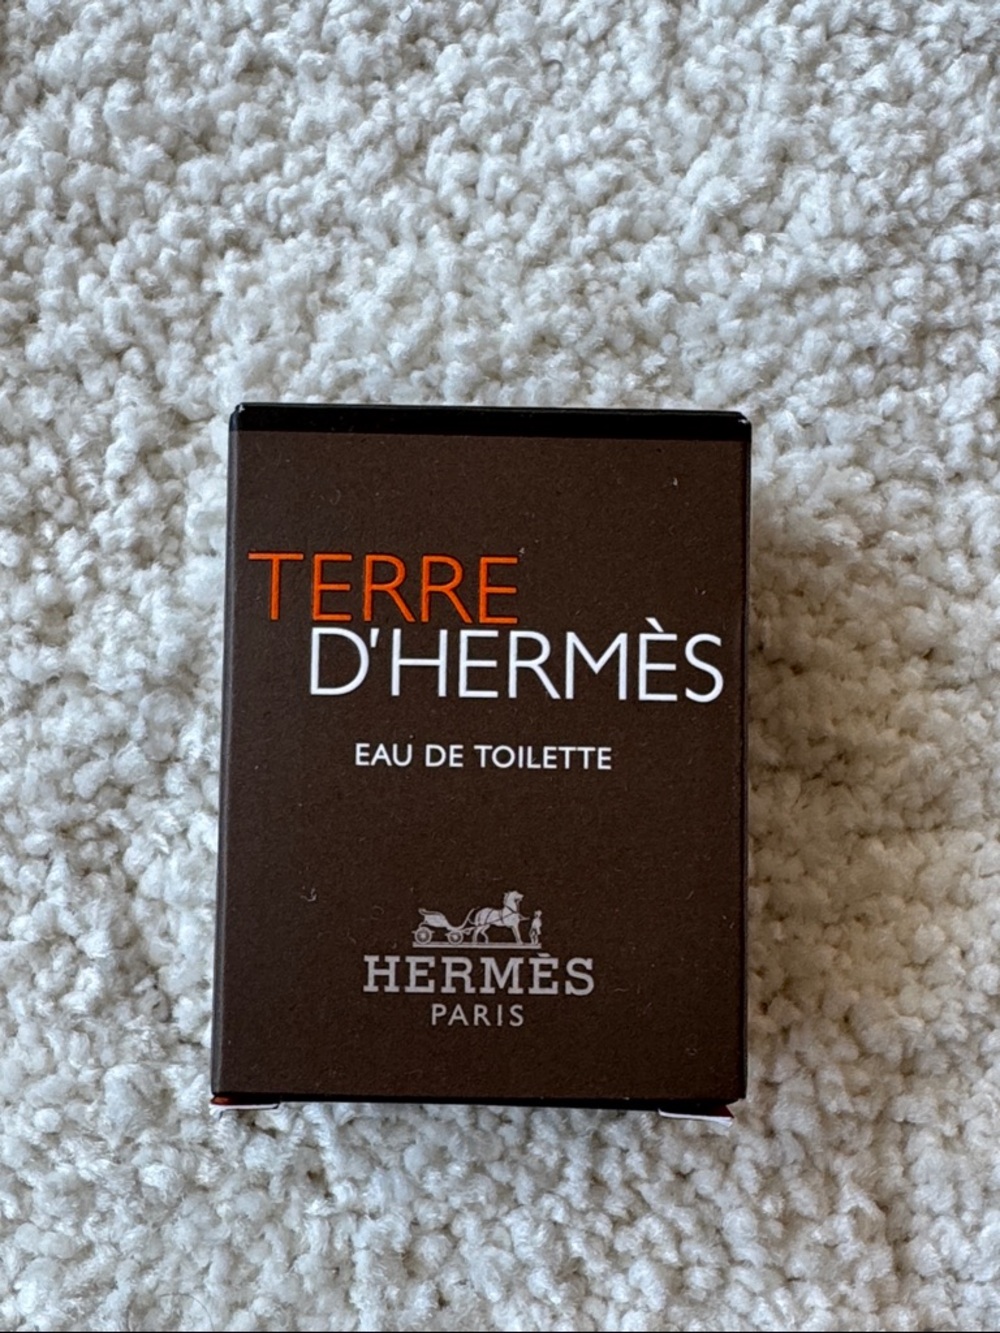 TERRE
D'HERMÈS
EAU DE TOILETTE
HERMÈS
PARIS